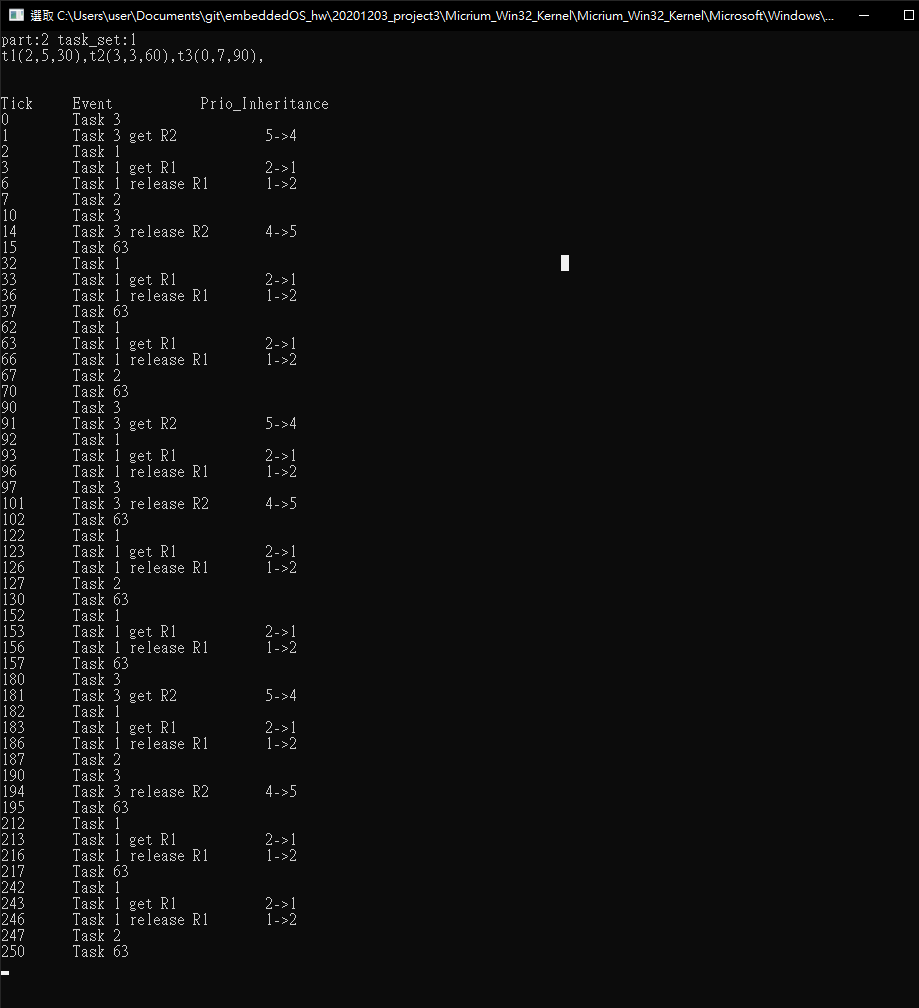 選取 C:\Users\user\Documents\git\embeddedOS_hw\20201203_project3\Micrium_Win32_Kernel\Micrium_Win32_Kernel\Microsoft\Windows\...
part:2 task_set:1
t1(2,5,30),t2(3,3,60),t3(0,7,90),
Tick Event Prio_Inheritance
0 Task 3
1 Task 3 get R2 5->4
2 Task 1
3 Task 1 get R1 2->1
6 Task 1 release R1 1->2
7 Task 2
10 Task 3
14 Task 3 release R2 4->5
15 Task 63
32 Task 1
33 Task 1 get R1 2->1
36 Task 1 release R1 1->2
37 Task 63
62 Task 1
63 Task 1 get R1 2->1
66 Task 1 release R1 1->2
67 Task 2
70 Task 63
90 Task 3
91 Task 3 get R2 5->4
92 Task 1
93 Task 1 get R1 2->1
96 Task 1 release R1 1->2
97 Task 3
101 Task 3 release R2 4->5
102 Task 63
122 Task 1
123 Task 1 get R1 2->1
126 Task 1 release R1 1->2
127 Task 2
130 Task 63
152 Task 1
153 Task 1 get R1 2->1
156 Task 1 release R1 1->2
157 Task 63
180 Task 3
181 Task 3 get R2 5->4
182 Task 1
183 Task 1 get R1 2->1
186 Task 1 release R1 1->2
187 Task 2
190 Task 3
194 Task 3 release R2 4->5
195 Task 63
212 Task 1
213 Task 1 get R1 2->1
216 Task 1 release R1 1->2
217 Task 63
242 Task 1
243 Task 1 get R1 2->1
246 Task 1 release R1 1->2
247 Task 2
250 Task 63